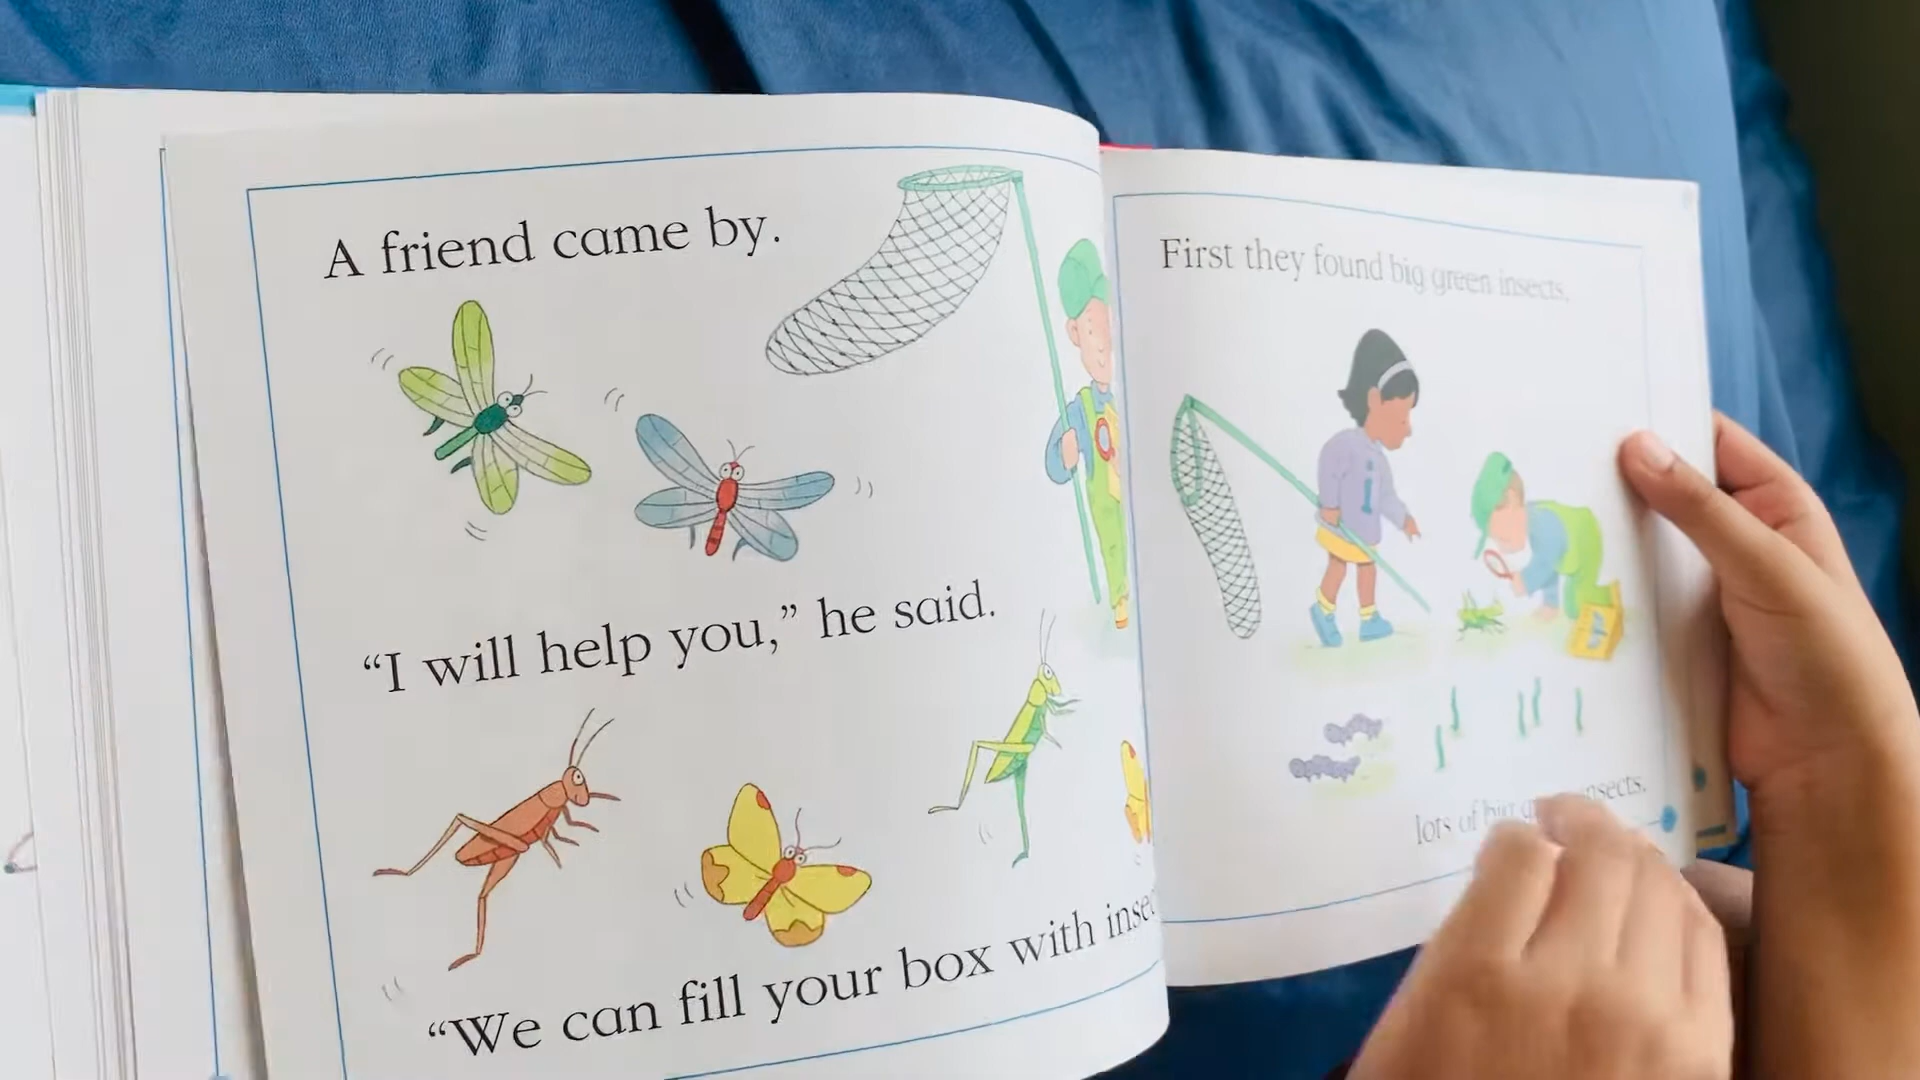 A friend came by.
“I will help you,” he said.
“We can fill your box with
First they found big green insects.
i
lots of big insects.